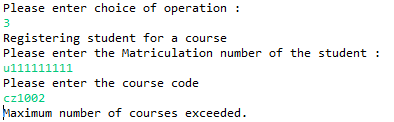 Please enter choice of operation :
3
Registering student for a course
Please enter the Matriculation number of the student :
u111111111
Please enter the course code
cz1002
Maximum number of courses exceeded.